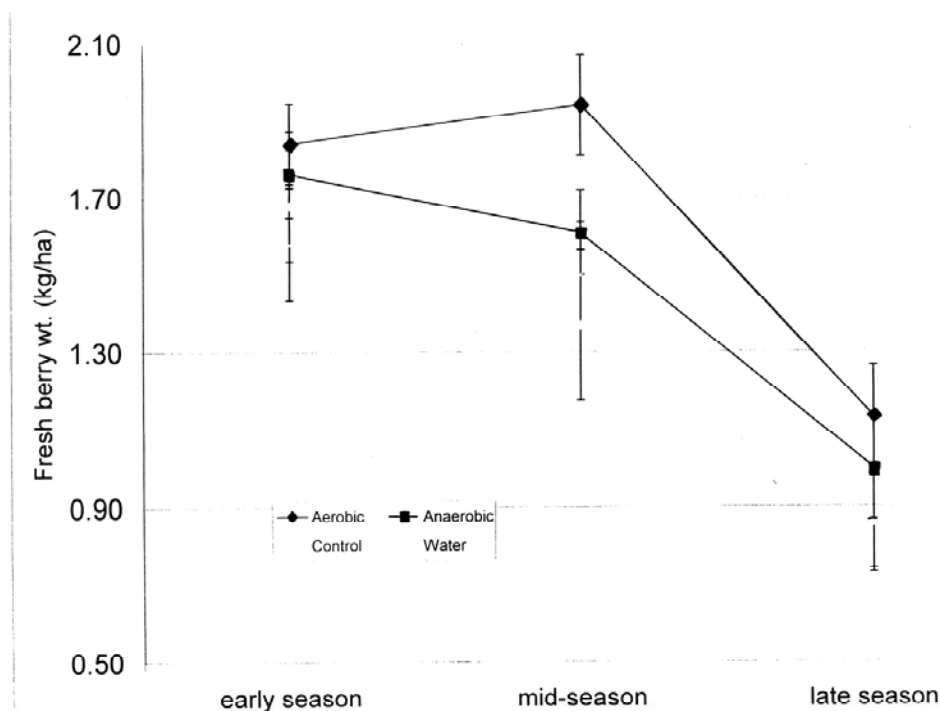 Fresh berry wt. (kg/ha)
2.10
1.70
1.30
0.90
0.50
Aerobic Anaerobic
Control Water
early season mid-season late season